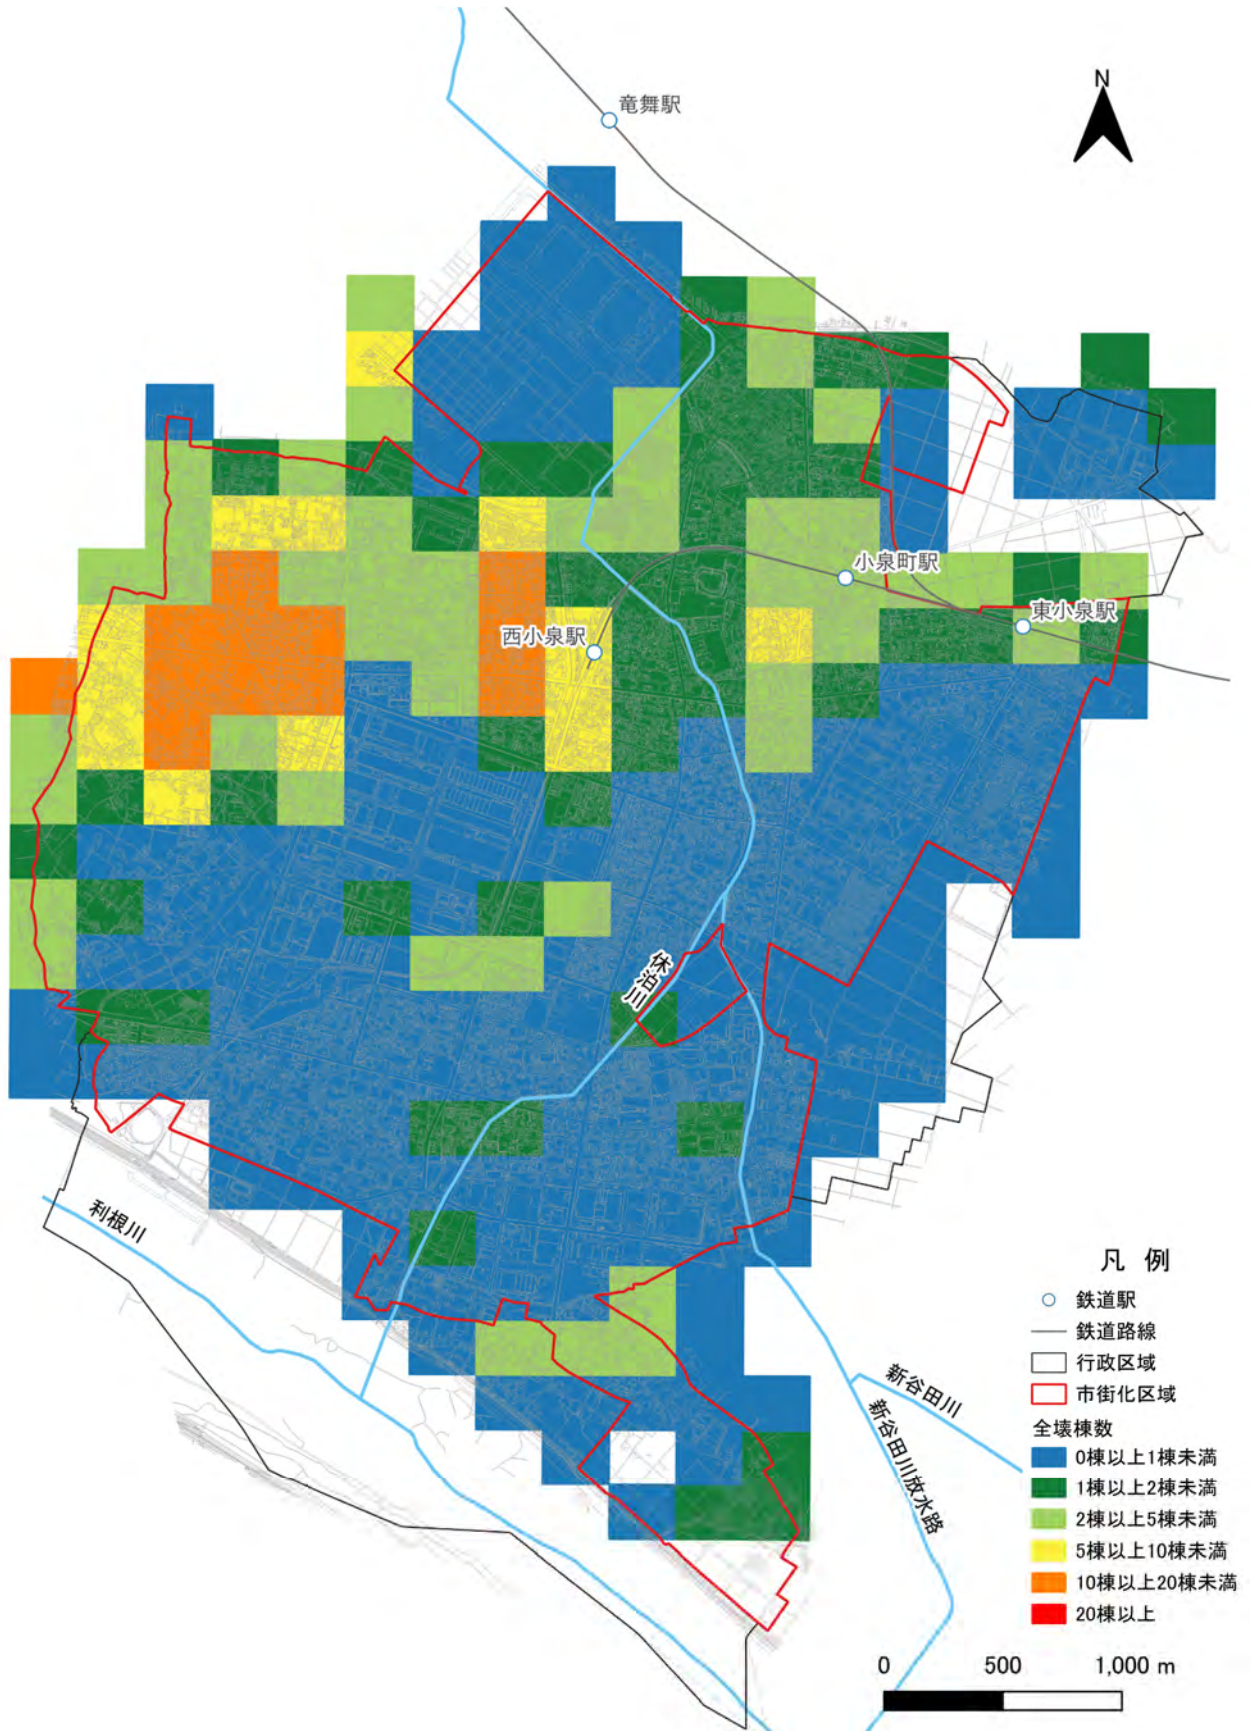 N
竜舞駅
小泉町駅
東小泉駅
西小泉駅
休泊川
利根川
新谷田川
新谷田川放水路
凡 例
鉄道駅
鉄道路線
行政区域
市街化区域
全壊棟数
0棟以上1棟未満
1棟以上2棟未満
2棟以上5棟未満
5棟以上10棟未満
10棟以上20棟未満
20棟以上
0 500 1,000 m